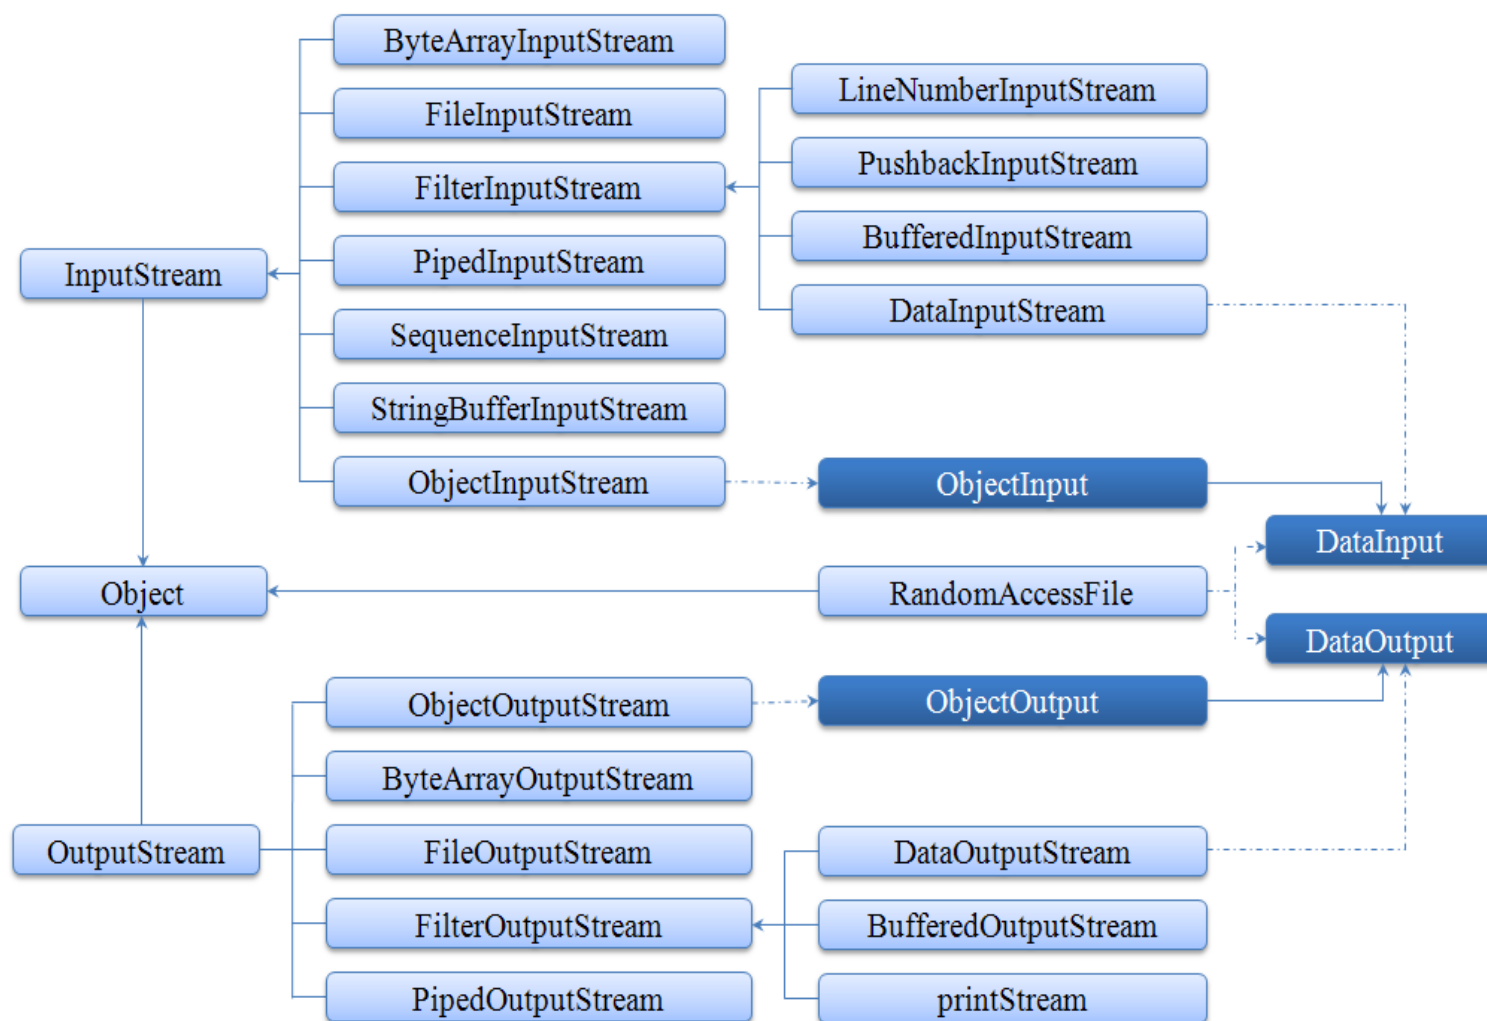 ByteArrayInputStream
LineNumberInputStream
FileInputStream
PushbackInputStream
FilterInputStream
BufferedInputStream
InputStream
PipedInputStream
DataInputStream
SequenceInputStream
StringBufferInputStream
ObjectInputStream
ObjectInput
DataInput
Object
RandomAccessFile
DataOutput
ObjectOutputStream
ObjectOutput
ByteArrayOutputStream
OutputStream
FileOutputStream
DataOutputStream
FilterOutputStream
BufferedOutputStream
PipedOutputStream
printStream